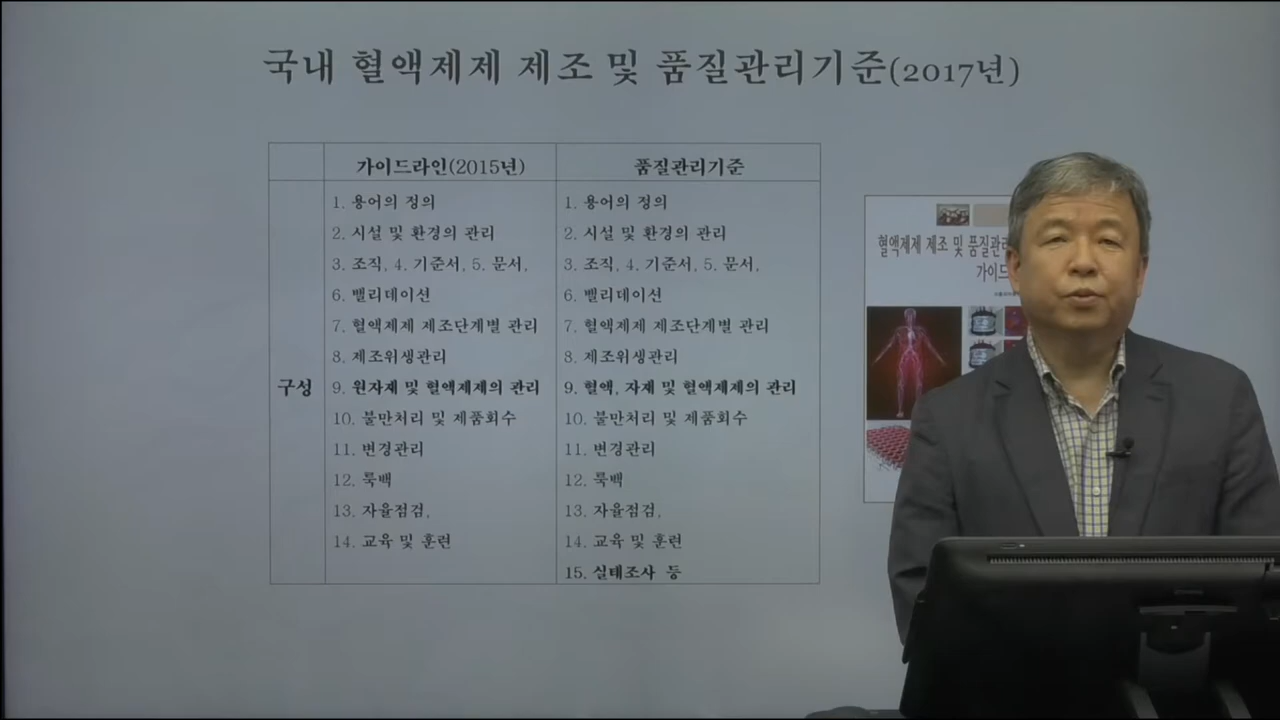 국내 혈액제제 제조 및 품질관리기준(2017년)
가이드라인(2015년)
품질관리기준
구성
1. 용어의 정의
2. 시설 및 환경의 관리
3. 조직, 4. 기준서, 5. 문서,
6. 밸리데이션
7. 혈액제제 제조단계별 관리
8. 제조위생관리
9. 원자재 및 혈액제제의 관리
10. 불만처리 및 제품회수
11. 변경관리
12. 룩백
13. 자율점검,
14. 교육 및 훈련
1. 용어의 정의
2. 시설 및 환경의 관리
3. 조직, 4. 기준서, 5. 문서,
6. 밸리데이션
7. 혈액제제 제조단계별 관리
8. 제조위생관리
9. 혈액, 자재 및 혈액제제의 관리
10. 불만처리 및 제품회수
11. 변경관리
12. 룩백
13. 자율점검,
14. 교육 및 훈련
15. 실태조사 등
혈액제제 제조 및 품질관리
가이드